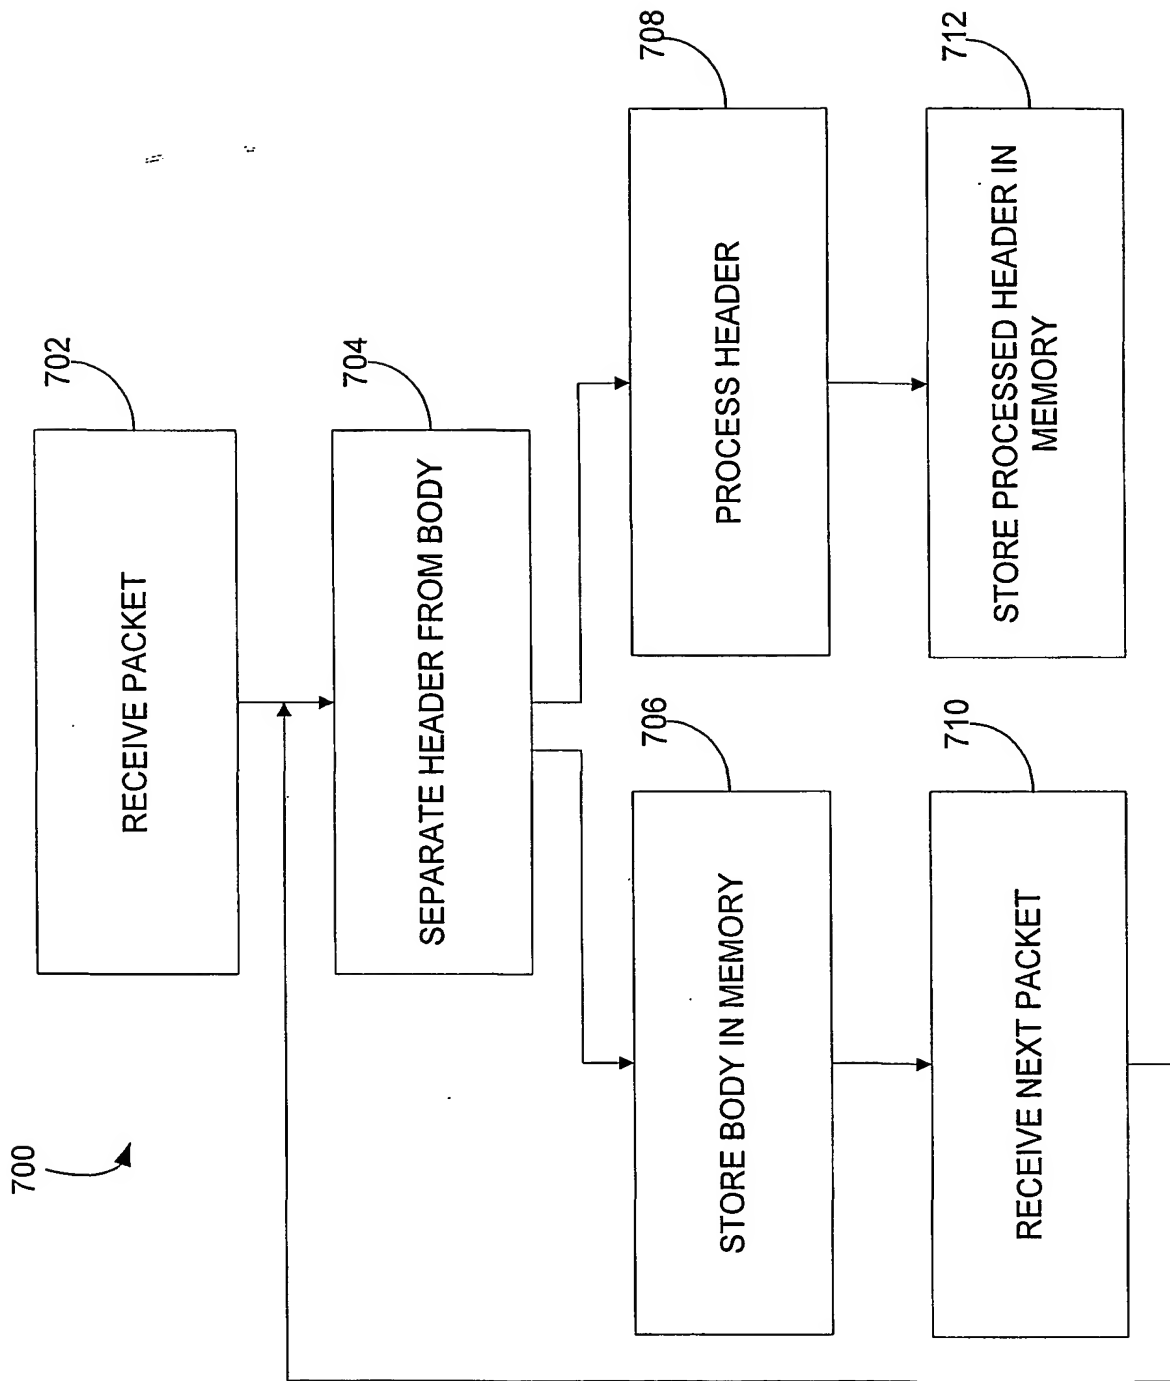 700
RECEIVE PACKET
702
SEPARATE HEADER FROM BODY
704
STORE BODY IN MEMORY
706
PROCESS HEADER
708
RECEIVE NEXT PACKET
710
STORE PROCESSED HEADER IN
MEMORY
712